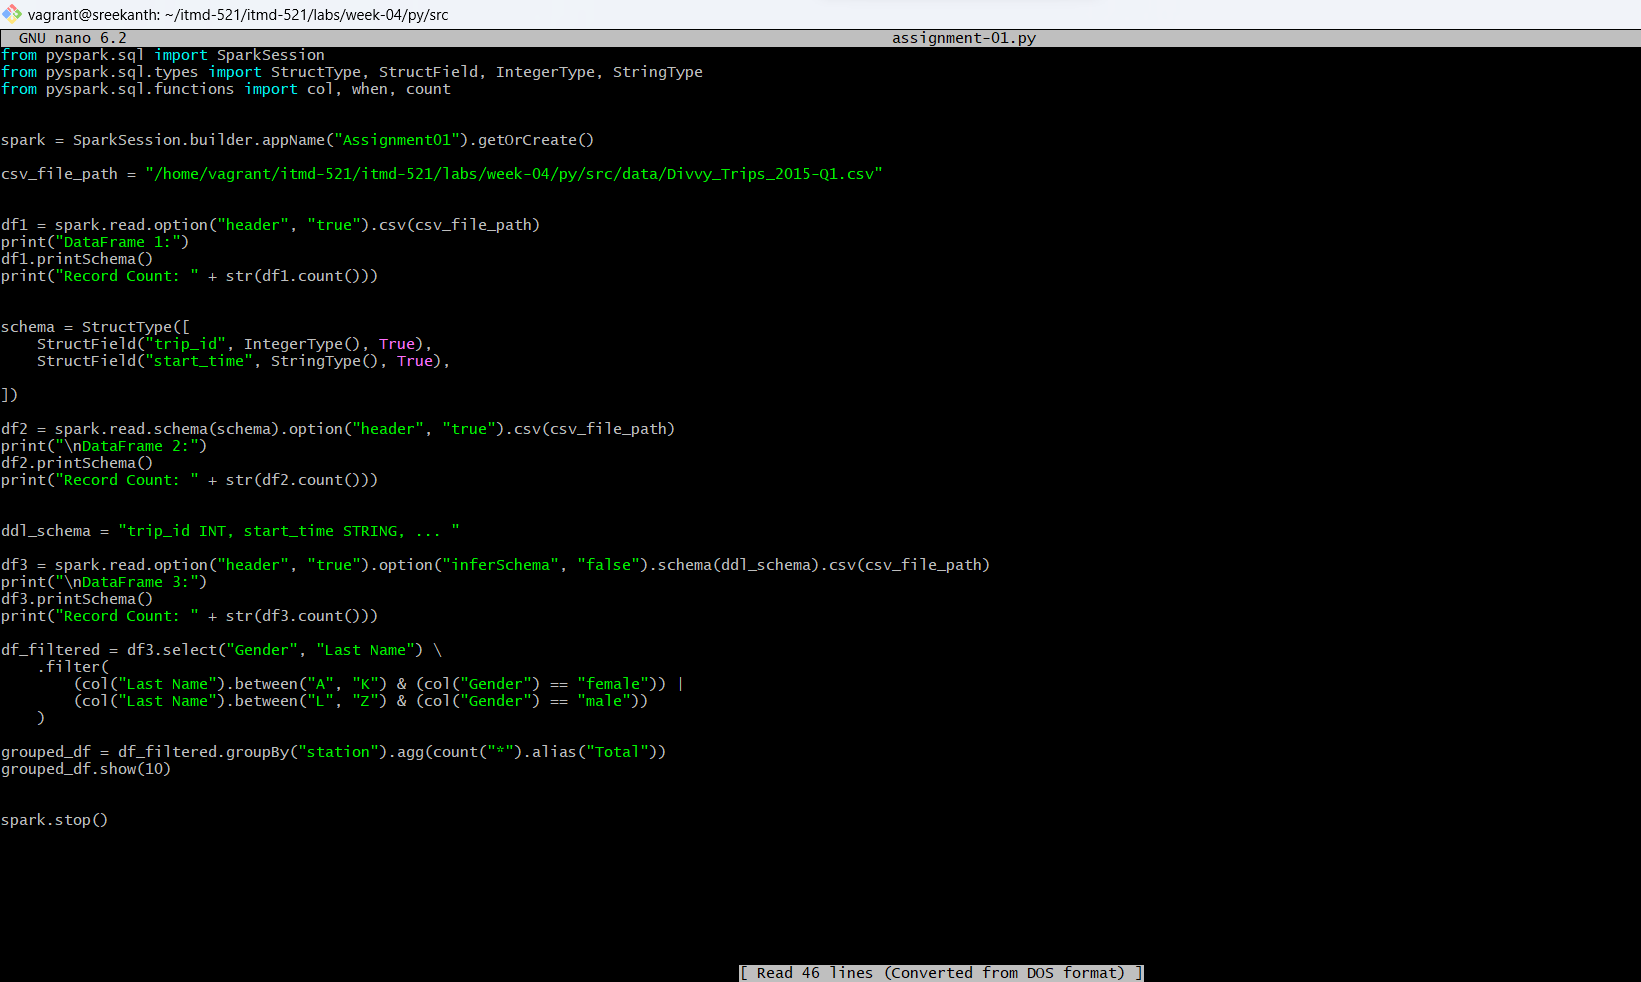 vagrant@sreekanth: ~/itmd-521/itmd-521/labs/week-04/py/src
GNU nano 6.2 assignment-01.py
from pyspark.sql import SparkSession
from pyspark.sql.types import StructType, StructField, IntegerType, StringType
from pyspark.sql.functions import col, when, count
spark = SparkSession.builder.appName("Assignment01").getOrCreate()
csv_file_path = "/home/vagrant/itmd-521/itmd-521/labs/week-04/py/src/data/Divvy_Trips_2015-Q1.csv"
df1 = spark.read.option("header", "true").csv(csv_file_path)
print("DataFrame 1:")
df1.printSchema()
print("Record Count: " + str(df1.count()))
schema = StructType([
    StructField("trip_id", IntegerType(), True),
    StructField("start_time", StringType(), True),
])
df2 = spark.read.schema(schema).option("header", "true").csv(csv_file_path)
print("\nDataFrame 2:")
df2.printSchema()
print("Record Count: " + str(df2.count()))
ddl_schema = "trip_id INT, start_time STRING, ... "
df3 = spark.read.option("header", "true").option("inferSchema", "false").schema(ddl_schema).csv(csv_file_path)
print("\nDataFrame 3:")
df3.printSchema()
print("Record Count: " + str(df3.count()))
df_filtered = df3.select("Gender", "Last Name") \
    .filter(
        (col("Last Name").between("A", "K") & (col("Gender") == "female")) |
        (col("Last Name").between("L", "Z") & (col("Gender") == "male"))
    )
grouped_df = df_filtered.groupBy("station").agg(count("*").alias("Total"))
grouped_df.show(10)
spark.stop()
[ Read 46 lines (Converted from DOS format) ]